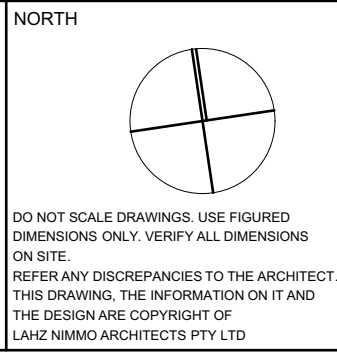 NORTH
DO NOT SCALE DRAWINGS. USE FIGURED
DIMENSIONS ONLY. VERIFY ALL DIMENSIONS
ON SITE.
REFER ANY DISCREPANCIES TO THE ARCHITECT.
THIS DRAWING, THE INFORMATION ON IT AND
THE DESIGN ARE COPYRIGHT OF
LAHZ NIMMO ARCHITECTS PTY LTD